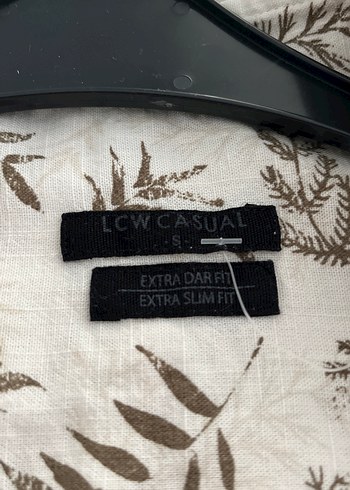 LCW CASUAL
S
EXTRA DAR FIT
EXTRA SLIM FIT